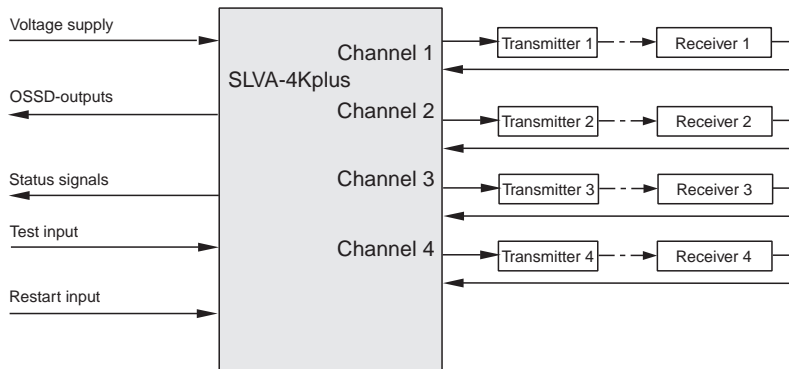 Voltage supply
OSSD-outputs
Status signals
Test input
Restart input
SLVA-4Kplus
Channel 1
Transmitter 1
Receiver 1
Channel 2
Transmitter 2
Receiver 2
Channel 3
Transmitter 3
Receiver 3
Channel 4
Transmitter 4
Receiver 4